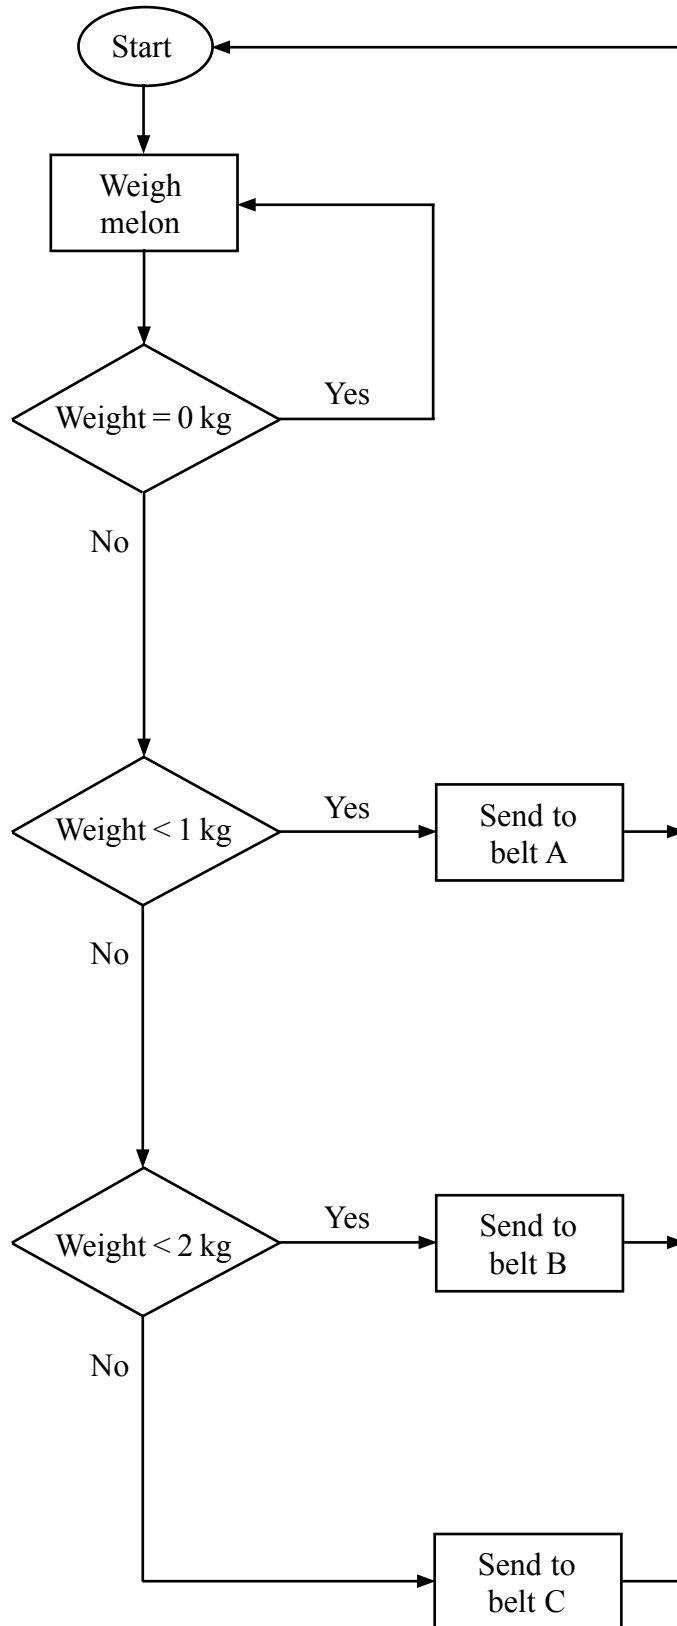 Start
Weigh
melon
Weight = 0 kg
Yes
No
Weight < 1 kg
Yes
Send to
belt A
No
Weight < 2 kg
Yes
Send to
belt B
No
Send to
belt C